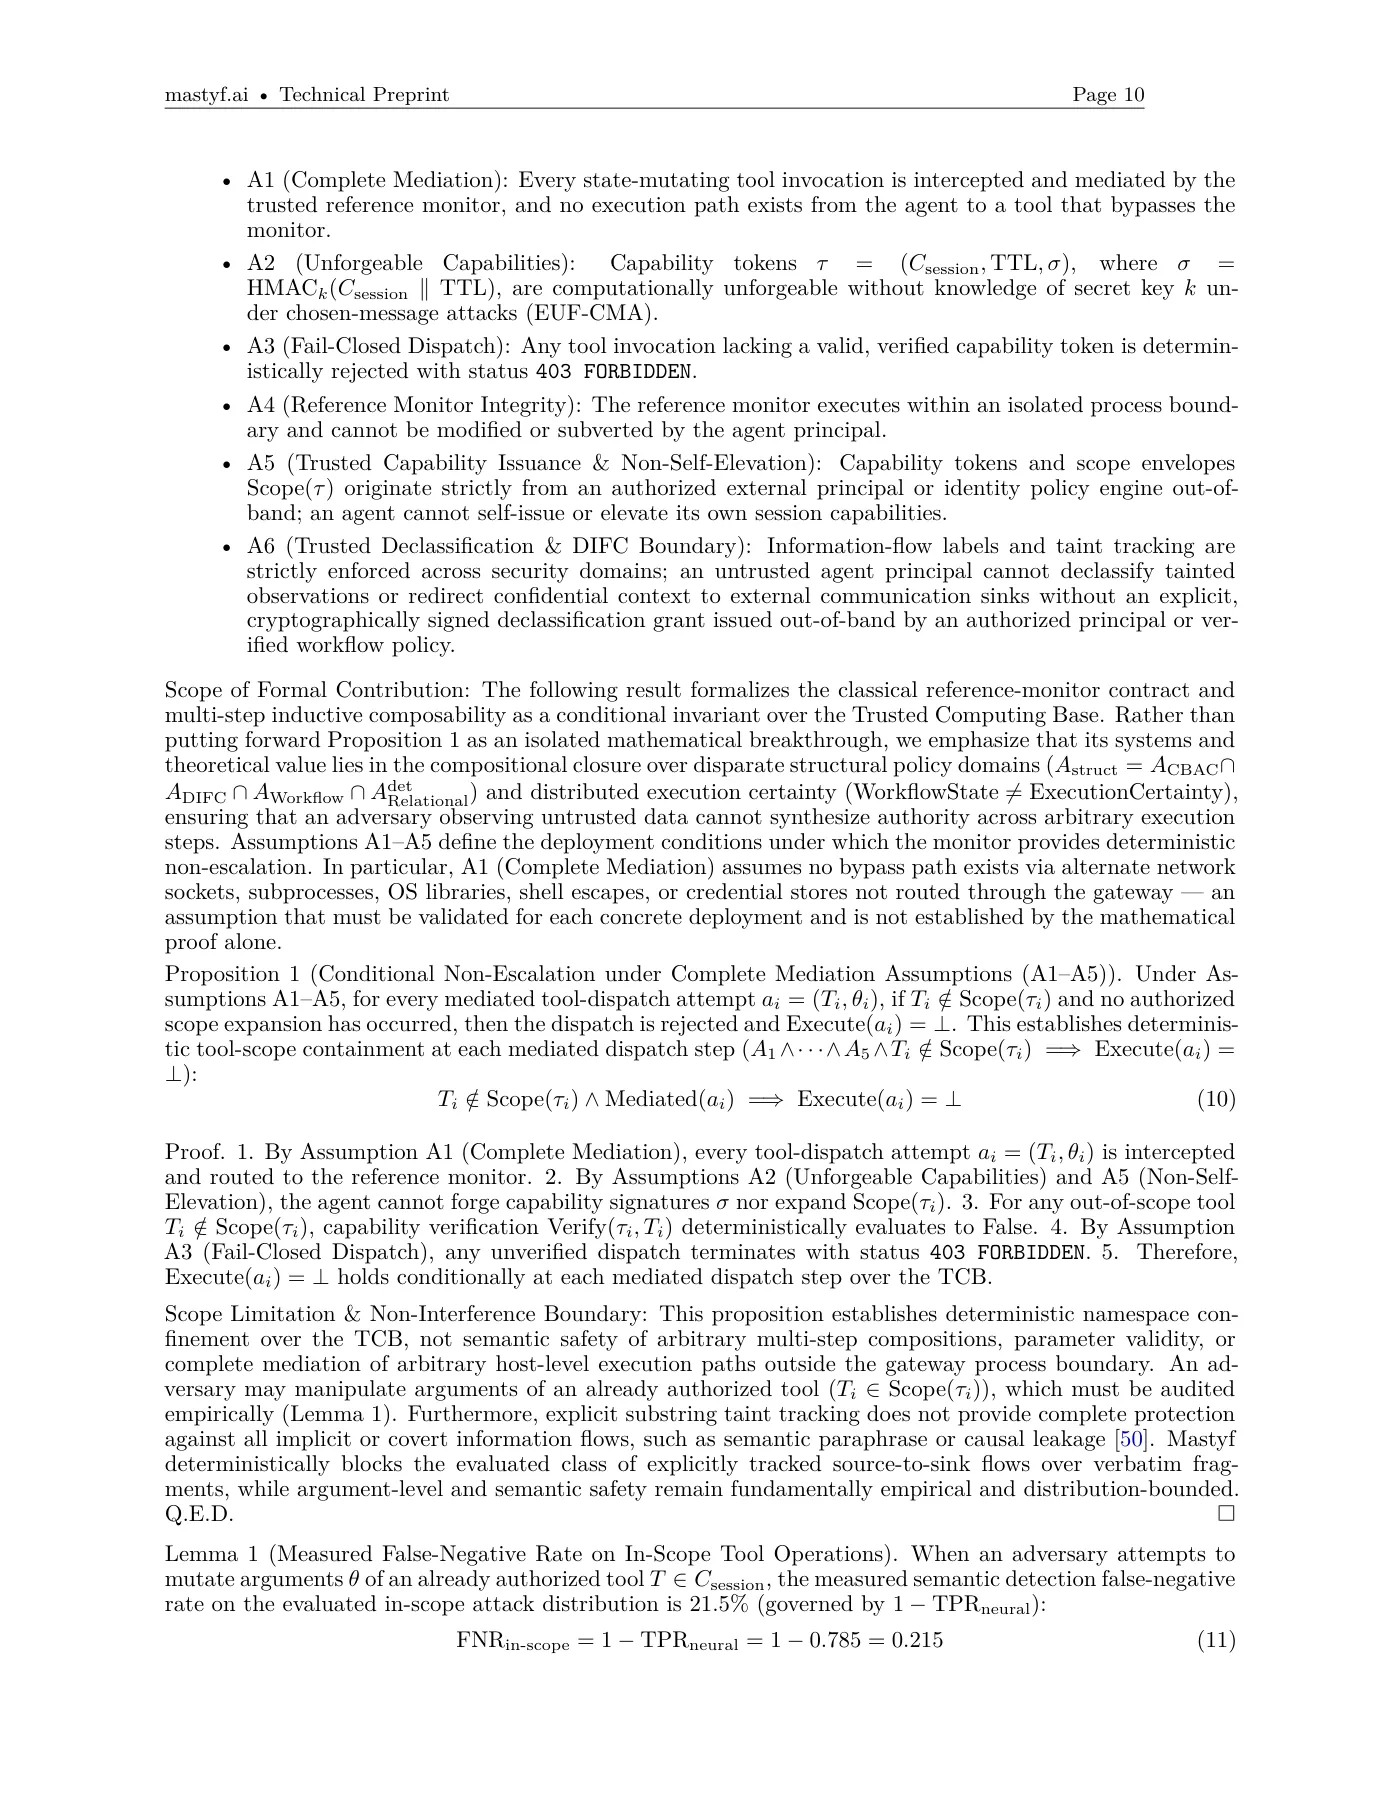 mastyf.ai • Technical Preprint Page 10
• A1 (Complete Mediation): Every state-mutating tool invocation is intercepted and mediated by the
trusted reference monitor, and no execution path exists from the agent to a tool that bypasses the
monitor.
• A2 (Unforgeable Capabilities): Capability tokens τ = (C_session, TTL, σ), where σ =
HMAC_k(C_session ∥ TTL), are computationally unforgeable without knowledge of secret key k un-
der chosen-message attacks (EUF-CMA).
• A3 (Fail-Closed Dispatch): Any tool invocation lacking a valid, verified capability token is determin-
istically rejected with status 403 FORBIDDEN.
• A4 (Reference Monitor Integrity): The reference monitor executes within an isolated process bound-
ary and cannot be modified or subverted by the agent principal.
• A5 (Trusted Capability Issuance & Non-Self-Elevation): Capability tokens and scope envelopes
Scope(τ) originate strictly from an authorized external principal or identity policy engine out-of-
band; an agent cannot self-issue or elevate its own session capabilities.
• A6 (Trusted Declassification & DIFC Boundary): Information-flow labels and taint tracking are
strictly enforced across security domains; an untrusted agent principal cannot declassify tainted
observations or redirect confidential context to external communication sinks without an explicit,
cryptographically signed declassification grant issued out-of-band by an authorized principal or ver-
ified workflow policy.
Scope of Formal Contribution: The following result formalizes the classical reference-monitor contract and
multi-step inductive composability as a conditional invariant over the Trusted Computing Base. Rather than
putting forward Proposition 1 as an isolated mathematical breakthrough, we emphasize that its systems and
theoretical value lies in the compositional closure over disparate structural policy domains (A_struct = A_CBAC ∩
A_DIFC ∩ A_Workflow ∩ A^det_Relational) and distributed execution certainty (WorkflowState ≠ ExecutionCertainty),
ensuring that an adversary observing untrusted data cannot synthesize authority across arbitrary execution
steps. Assumptions A1–A5 define the deployment conditions under which the monitor provides deterministic
non-escalation. In particular, A1 (Complete Mediation) assumes no bypass path exists via alternate network
sockets, subprocesses, OS libraries, shell escapes, or credential stores not routed through the gateway — an
assumption that must be validated for each concrete deployment and is not established by the mathematical
proof alone.
Proposition 1 (Conditional Non-Escalation under Complete Mediation Assumptions (A1–A5)). Under As-
sumptions A1–A5, for every mediated tool-dispatch attempt a_i = (T_i, θ_i), if T_i ∉ Scope(τ_i) and no authorized
scope expansion has occurred, then the dispatch is rejected and Execute(a_i) = ⊥. This establishes determinis-
tic tool-scope containment at each mediated dispatch step (A_1 ∧ ··· ∧ A_5 ∧ T_i ∉ Scope(τ_i) ⟹ Execute(a_i) =
⊥):
T_i ∉ Scope(τ_i) ∧ Mediated(a_i) ⟹ Execute(a_i) = ⊥ (10)
Proof. 1. By Assumption A1 (Complete Mediation), every tool-dispatch attempt a_i = (T_i, θ_i) is intercepted
and routed to the reference monitor. 2. By Assumptions A2 (Unforgeable Capabilities) and A5 (Non-Self-
Elevation), the agent cannot forge capability signatures σ nor expand Scope(τ_i). 3. For any out-of-scope tool
T_i ∉ Scope(τ_i), capability verification Verify(τ_i, T_i) deterministically evaluates to False. 4. By Assumption
A3 (Fail-Closed Dispatch), any unverified dispatch terminates with status 403 FORBIDDEN. 5. Therefore,
Execute(a_i) = ⊥ holds conditionally at each mediated dispatch step over the TCB.
Scope Limitation & Non-Interference Boundary: This proposition establishes deterministic namespace con-
finement over the TCB, not semantic safety of arbitrary multi-step compositions, parameter validity, or
complete mediation of arbitrary host-level execution paths outside the gateway process boundary. An ad-
versary may manipulate arguments of an already authorized tool (T_i ∈ Scope(τ_i)), which must be audited
empirically (Lemma 1). Furthermore, explicit substring taint tracking does not provide complete protection
against all implicit or covert information flows, such as semantic paraphrase or causal leakage [50]. Mastyf
deterministically blocks the evaluated class of explicitly tracked source-to-sink flows over verbatim frag-
ments, while argument-level and semantic safety remain fundamentally empirical and distribution-bounded.
Q.E.D. □
Lemma 1 (Measured False-Negative Rate on In-Scope Tool Operations). When an adversary attempts to
mutate arguments θ of an already authorized tool T ∈ C_session, the measured semantic detection false-negative
rate on the evaluated in-scope attack distribution is 21.5% (governed by 1 − TPR_neural):
FNR_in-scope = 1 − TPR_neural = 1 − 0.785 = 0.215 (11)